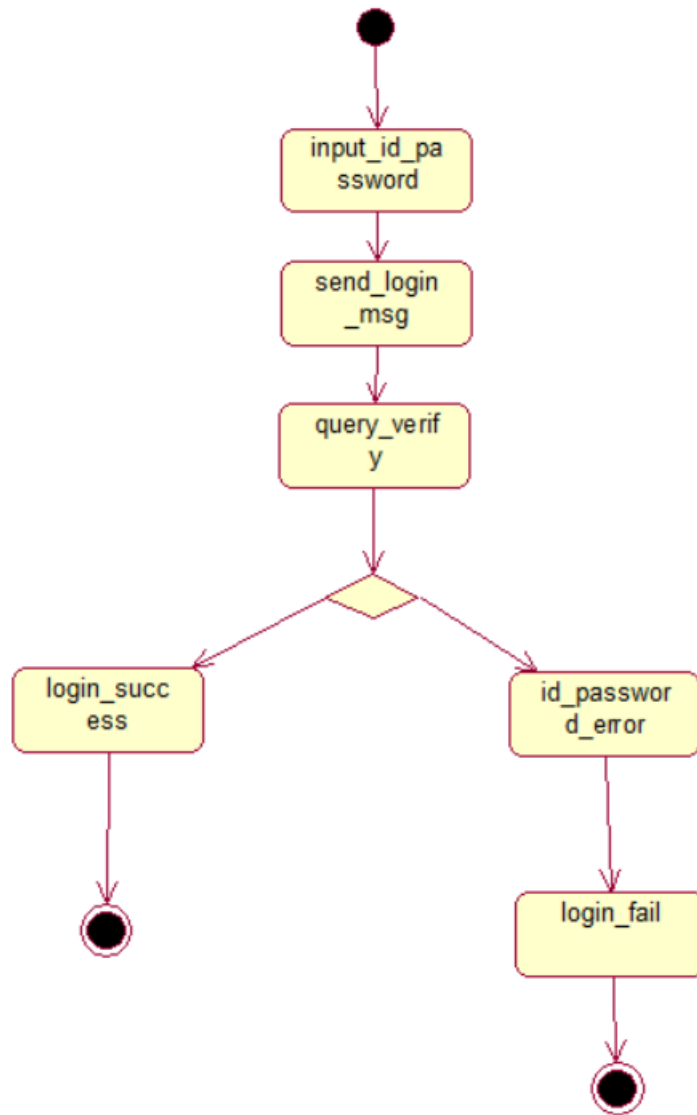 input_id_pa
ssword
send_login
_msg
query_verif
y
login_succ
ess
id_passwor
d_error
login_fail